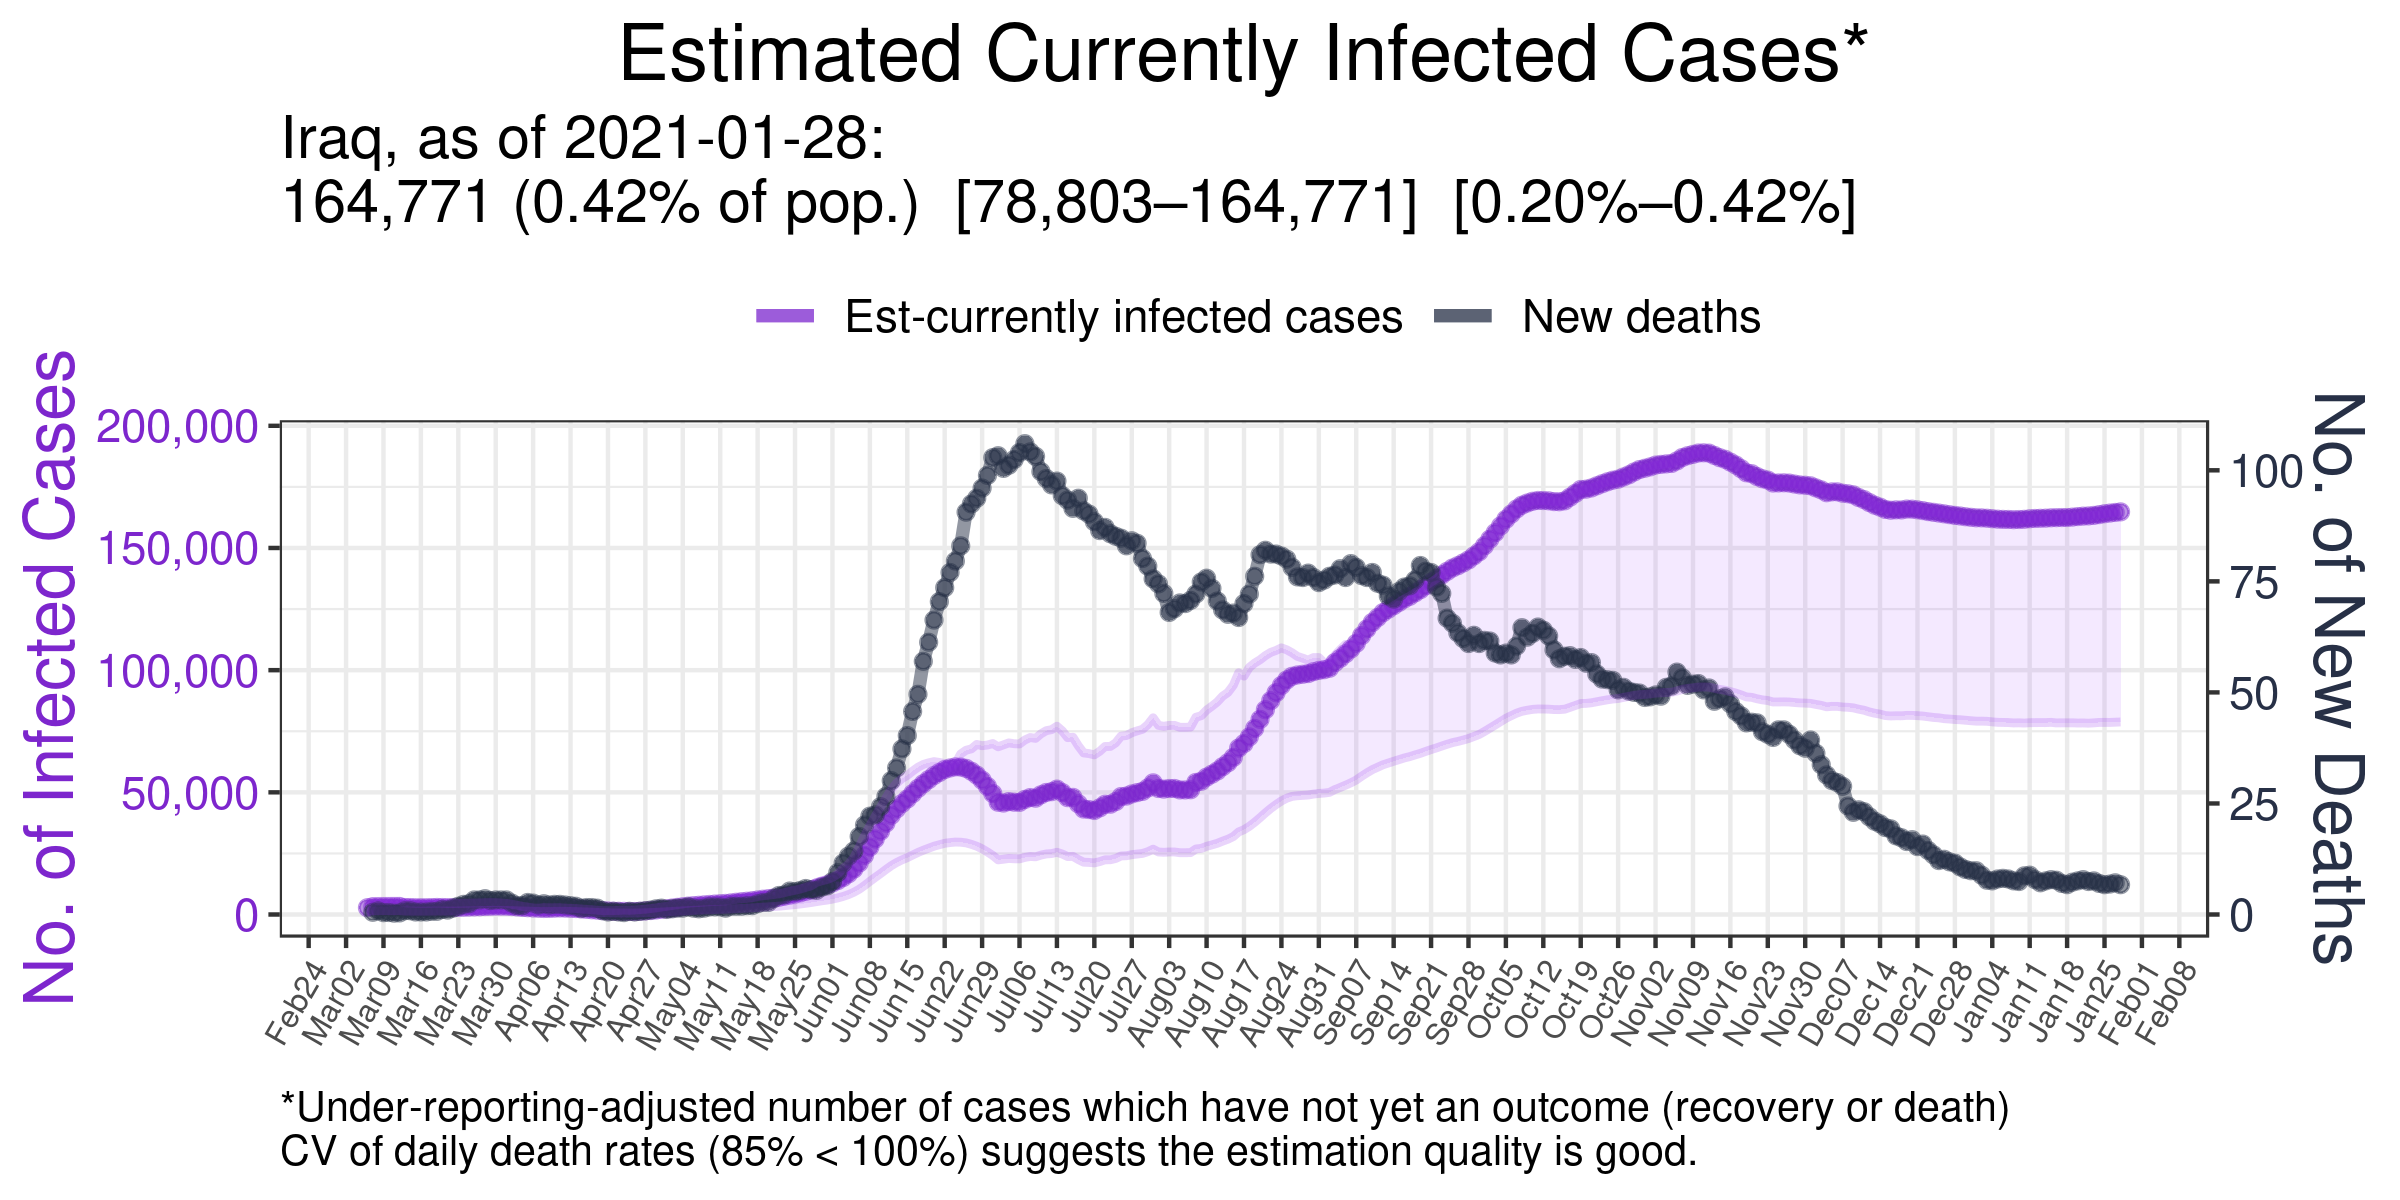 Estimated Currently Infected Cases*
Iraq, as of 2021-01-28:
164,771 (0.42% of pop.) [78,803–164,771] [0.20%–0.42%]
Est-currently infected cases
New deaths
No. of Infected Cases
200,000
150,000
100,000
50,000
0
100
75
50
25
0
No. of New Deaths
Feb24
Mar02
Mar09
Mar16
Mar23
Mar30
Apr06
Apr13
Apr20
Apr27
May04
May11
May18
May25
Jun01
Jun08
Jun15
Jun22
Jun29
Jul06
Jul13
Jul20
Jul27
Aug03
Aug10
Aug17
Aug24
Aug31
Sep07
Sep14
Sep21
Sep28
Oct05
Oct12
Oct19
Oct26
Nov02
Nov09
Nov16
Nov23
Nov30
Dec07
Dec14
Dec21
Dec28
Jan04
Jan11
Jan18
Jan25
Feb01
Feb08
*Under-reporting-adjusted number of cases which have not yet an outcome (recovery or death)
CV of daily death rates (85% < 100%) suggests the estimation quality is good.